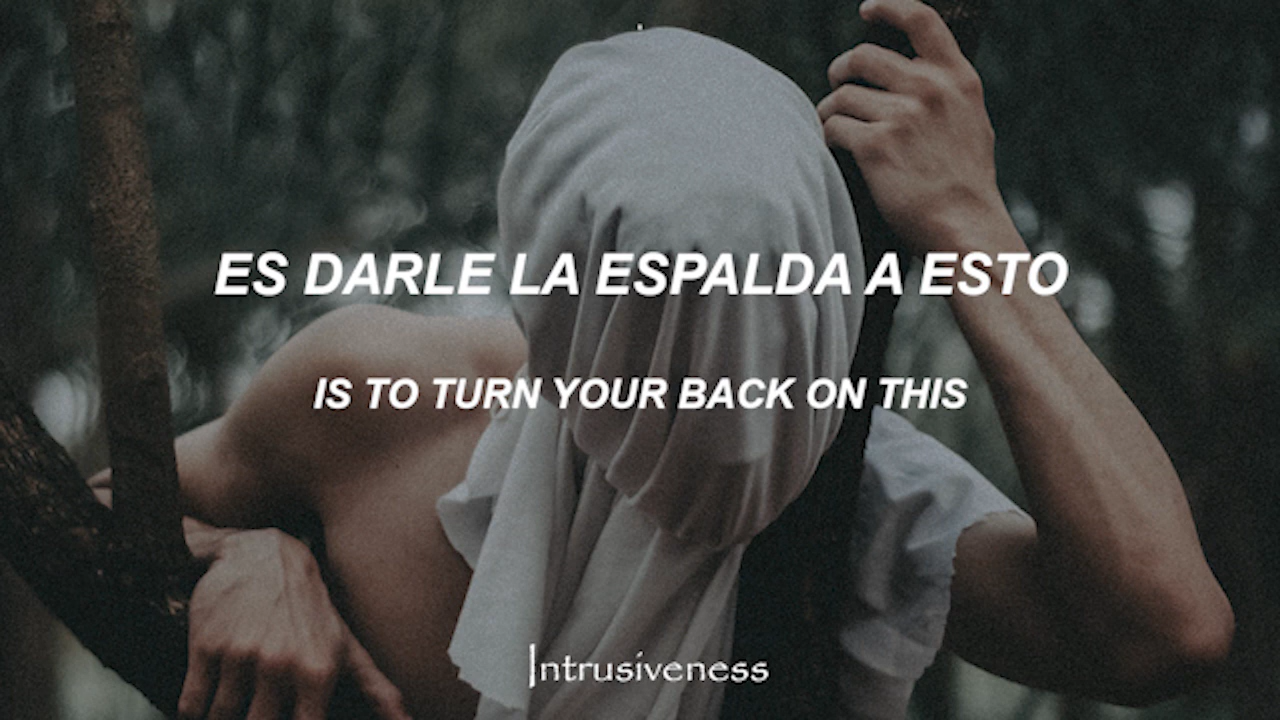 ES DARLE LA ESPALDA A ESTO
IS TO TURN YOUR BACK ON THIS
Intrusiveness